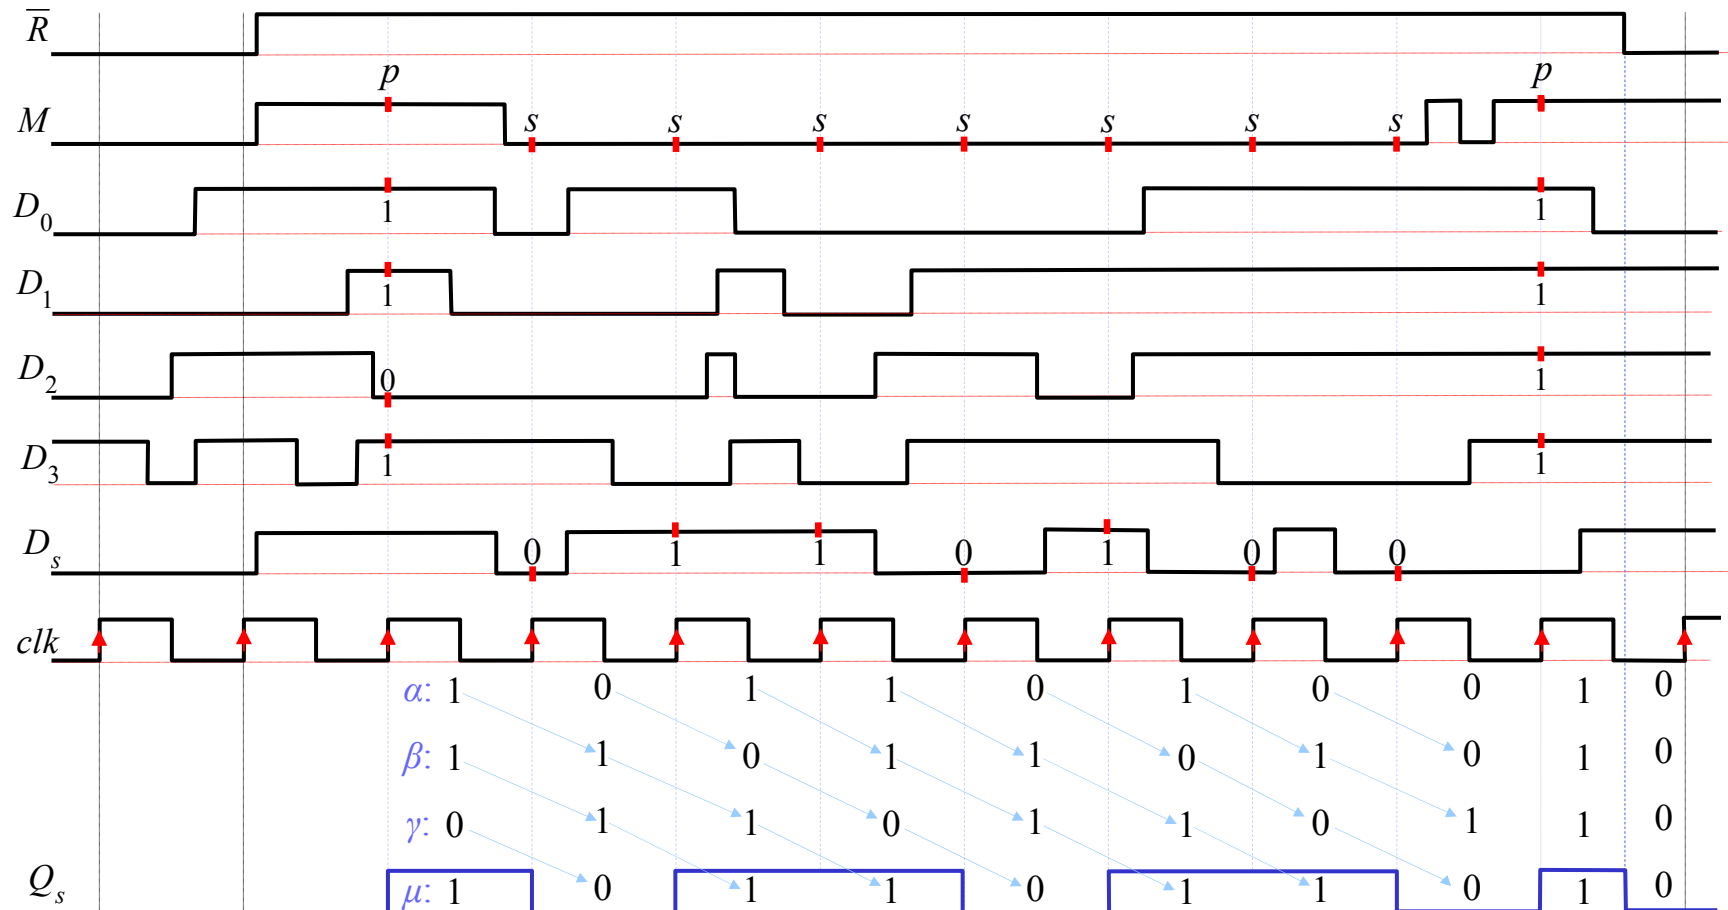 R̅
p p
M s s s s s s s
D₀ 1 1
D₁ 1 1
D₂ 0 1
D₃ 1 1
Dₛ 0 1 1 0 1 0 0
clk
α: 1 0 1 1 0 1 0 0 1 0
β: 1 1 0 1 1 0 1 0 1 0
γ: 0 1 1 0 1 1 0 1 1 0
Qₛ μ: 1 0 1 1 0 1 1 0 1 0